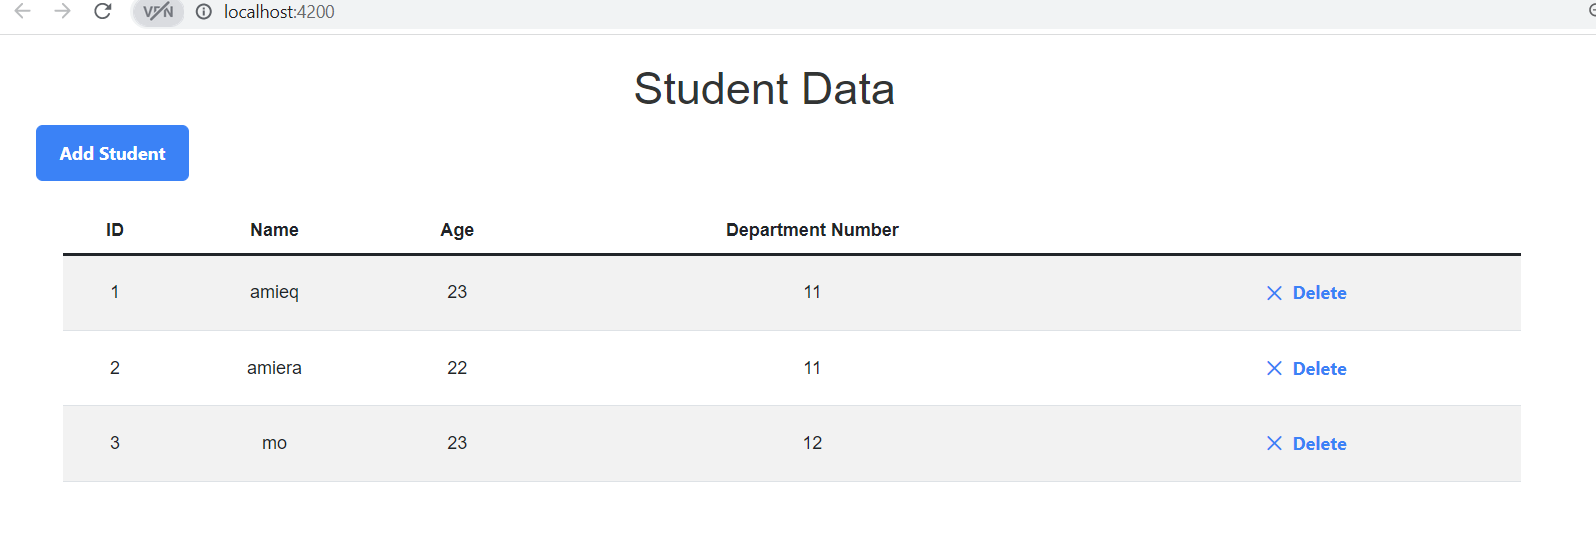 VPN localhost:4200
Student Data
Add Student
ID Name Age Department Number
1 amieq 23 11 Delete
2 amiera 22 11 Delete
3 mo 23 12 Delete